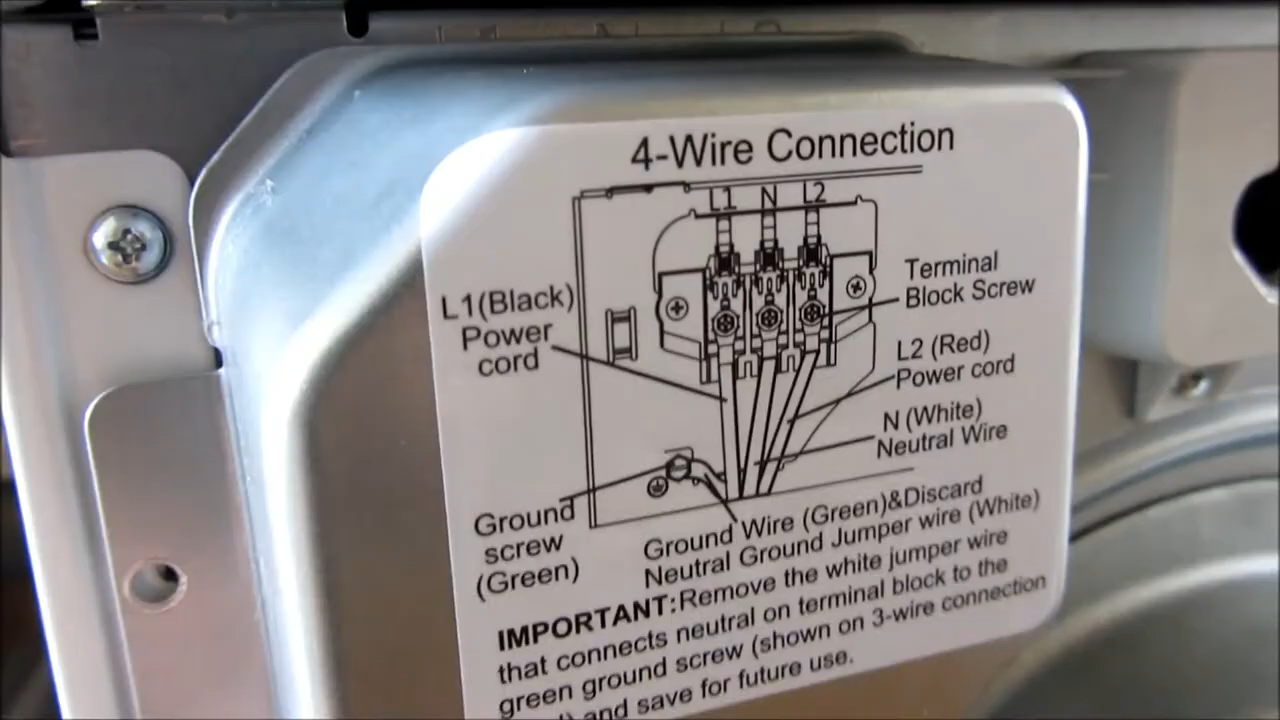 4-Wire Connection
L1 N L2
Terminal
Block Screw
L1(Black)
Power
cord
L2 (Red)
Power cord
N (White)
Neutral Wire
Ground
screw
(Green)
Ground Wire (Green)&Discard
Neutral Ground Jumper wire (White)
IMPORTANT:Remove the white jumper wire
that connects neutral on terminal block to the
green ground screw (shown on 3-wire connection
and save for future use.